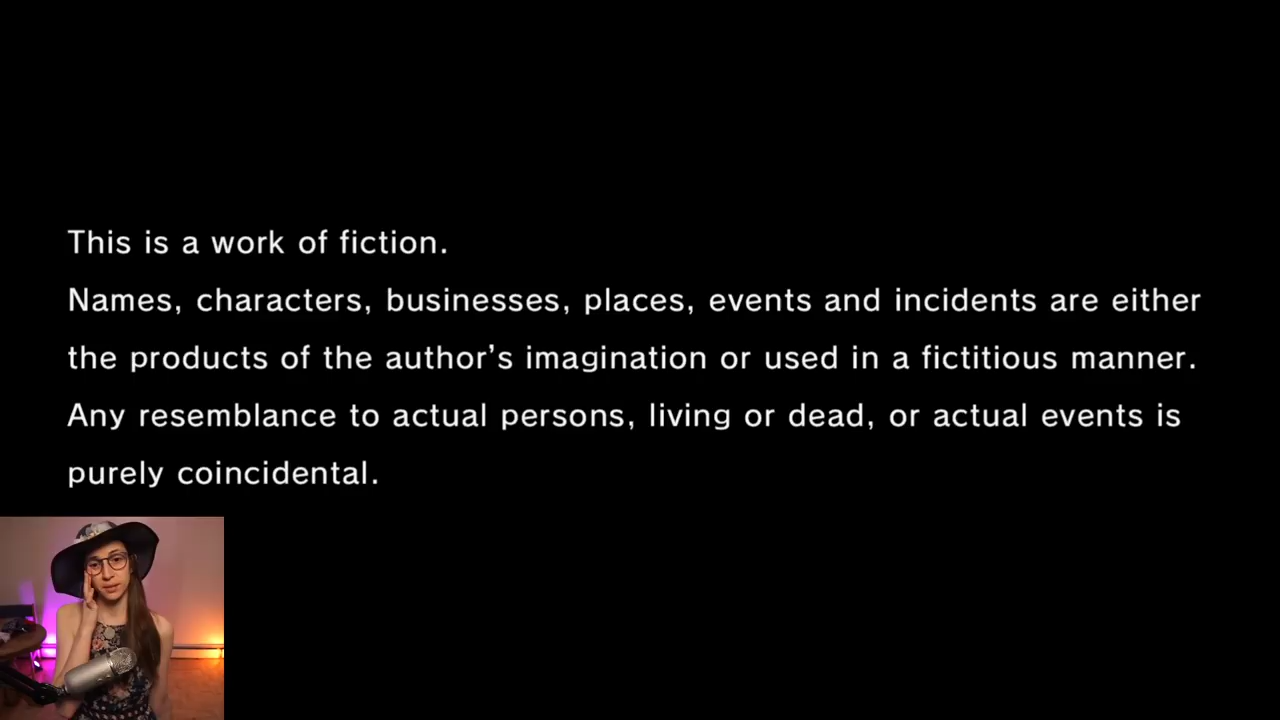 This is a work of fiction.
Names, characters, businesses, places, events and incidents are either
the products of the author’s imagination or used in a fictitious manner.
Any resemblance to actual persons, living or dead, or actual events is
purely coincidental.